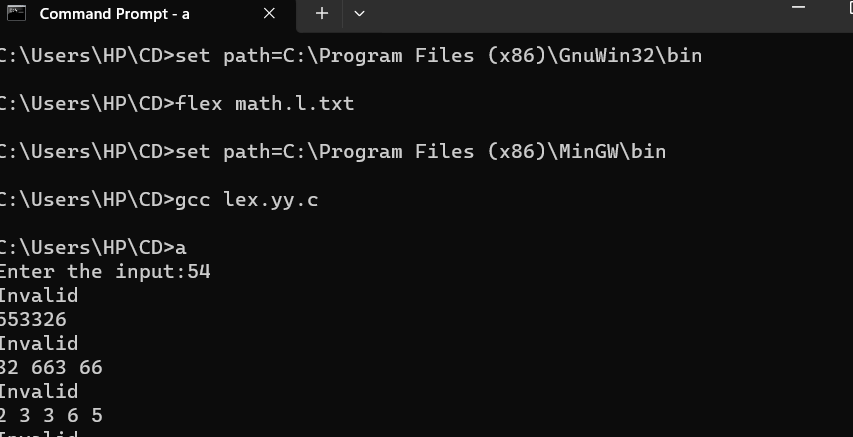 Command Prompt - a
C:\Users\HP\CD>set path=C:\Program Files (x86)\GnuWin32\bin
C:\Users\HP\CD>flex math.l.txt
C:\Users\HP\CD>set path=C:\Program Files (x86)\MinGW\bin
C:\Users\HP\CD>gcc lex.yy.c
C:\Users\HP\CD>a
Enter the input:54
Invalid
553326
Invalid
32 663 66
Invalid
2 3 3 6 5
Invalid